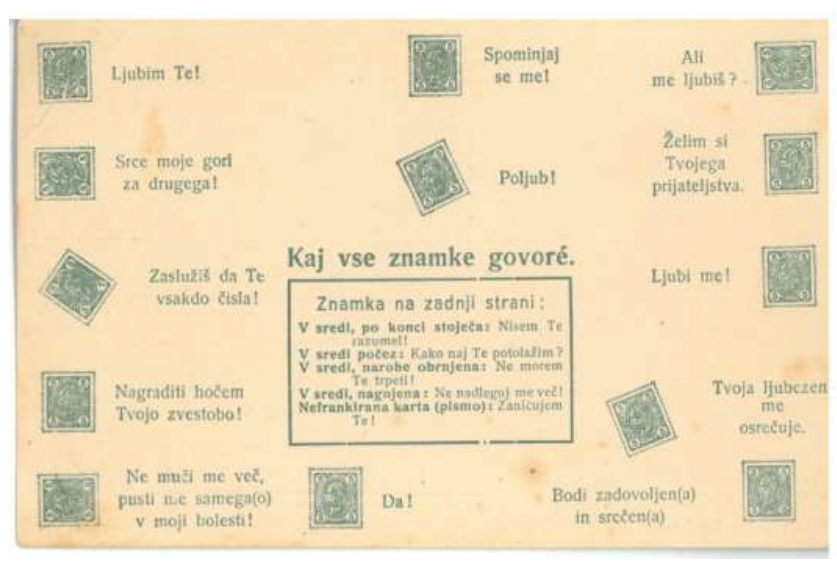 Ljubim Te!
Spominjaj
se me!
Ali
me ljubiš?
Srce moje gori
za drugega!
Poljub!
Želim si
Tvojega
prijateljstva.
Zaslužiš da Te
vsakdo čisla!
Kaj vse znamke govoré.
Ljubi me!
Znamka na zadnji strani:
V sredi, po konci stoječa: Nisem Te
razumel!
V sredi počez: Kako naj Te potolažim?
V sredi, narobe obrnjena: Ne morem
Te trpeti!
V sredi, nagnjena: Ne nadleguj me več!
Nefrankirana karta (pismo): Zaničujem
Te!
Nagraditi hočem
Tvojo zvestobo!
Tvoja ljubezen
me
osrečuje.
Ne muči me več,
pusti me samega(o)
v moji bolesti!
Da!
Bodi zadovoljen(a)
in srečen(a)